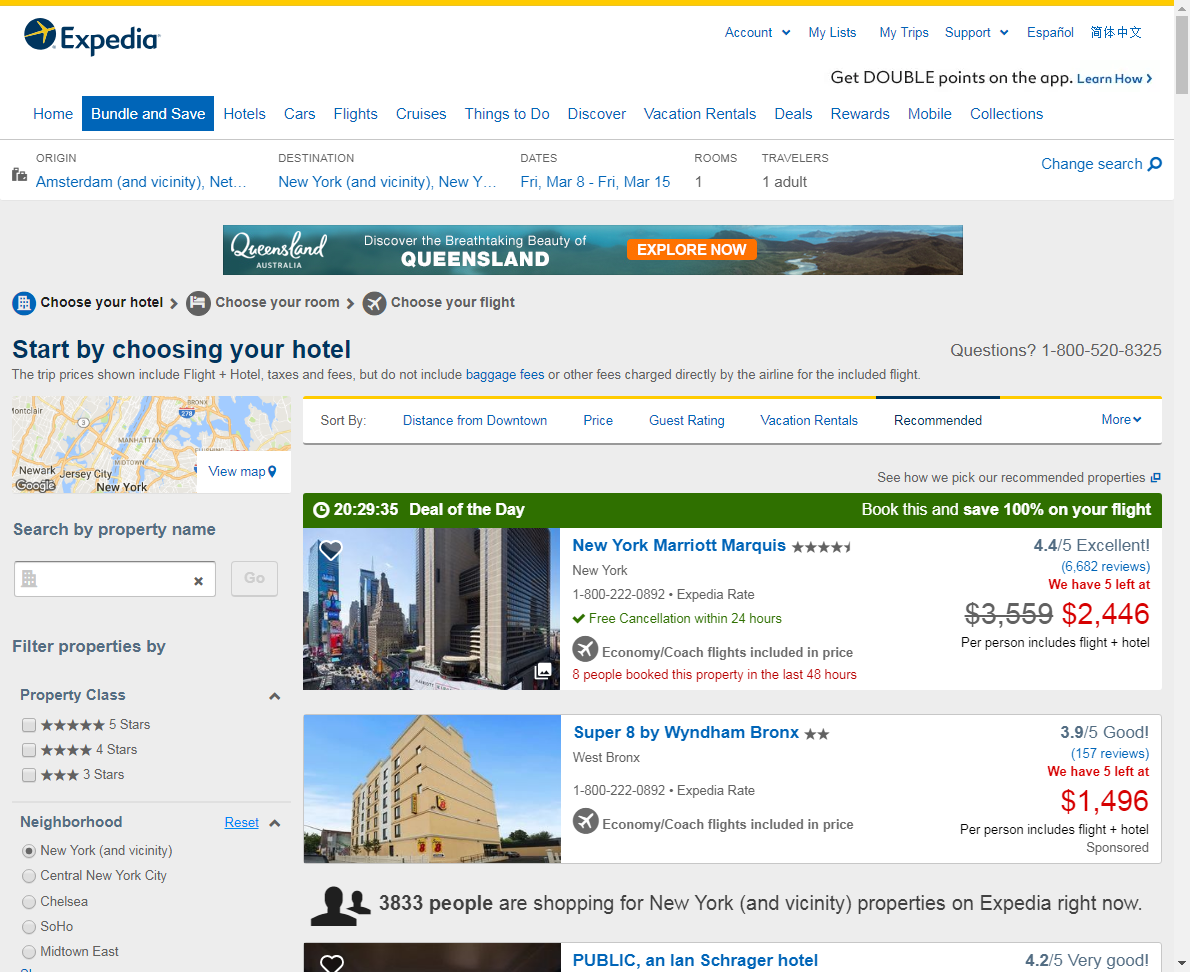 Expedia
Account My Lists My Trips Support Español 简体中文
Get DOUBLE points on the app. Learn How
Home Bundle and Save Hotels Cars Flights Cruises Things to Do Discover Vacation Rentals Deals Rewards Mobile Collections
ORIGIN DESTINATION DATES ROOMS TRAVELERS
Amsterdam (and vicinity), Net... New York (and vicinity), New Y... Fri, Mar 8 - Fri, Mar 15 1 1 adult
Change search
Queensland AUSTRALIA
Discover the Breathtaking Beauty of
QUEENSLAND
EXPLORE NOW
Choose your hotel Choose your room Choose your flight
Start by choosing your hotel
Questions? 1-800-520-8325
The trip prices shown include Flight + Hotel, taxes and fees, but do not include baggage fees or other fees charged directly by the airline for the included flight.
BRONX
278
3
MANHATTAN
MIDTOWN
Newark
Jersey City
New York
Google
View map
Sort By: Distance from Downtown Price Guest Rating Vacation Rentals Recommended More
See how we pick our recommended properties
Search by property name
Go
Filter properties by
Property Class
5 Stars
4 Stars
3 Stars
Neighborhood Reset
New York (and vicinity)
Central New York City
Chelsea
SoHo
Midtown East
20:29:35 Deal of the Day Book this and save 100% on your flight
New York Marriott Marquis
New York
1-800-222-0892 • Expedia Rate
Free Cancellation within 24 hours
Economy/Coach flights included in price
8 people booked this property in the last 48 hours
4.4/5 Excellent!
(6,682 reviews)
We have 5 left at
$3,559 $2,446
Per person includes flight + hotel
Super 8 by Wyndham Bronx
West Bronx
1-800-222-0892 • Expedia Rate
Economy/Coach flights included in price
3.9/5 Good!
(157 reviews)
We have 5 left at
$1,496
Per person includes flight + hotel
Sponsored
3833 people are shopping for New York (and vicinity) properties on Expedia right now.
PUBLIC, an Ian Schrager hotel
4.2/5 Very good!